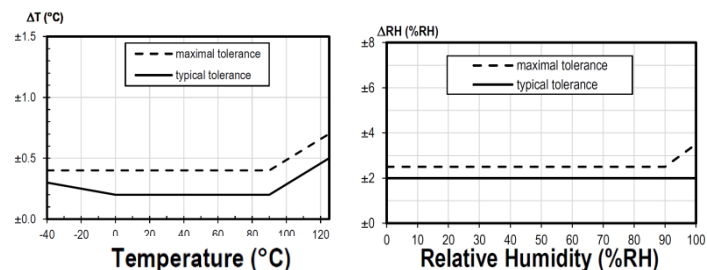 ΔT (°C)
±1.5
±1.0
±0.5
±0.0
maximal tolerance
typical tolerance
-40 -20 0 20 40 60 80 100 120
Temperature (°C)
ΔRH (%RH)
±8
±6
±4
±2
±0
maximal tolerance
typical tolerance
0 10 20 30 40 50 60 70 80 90 100
Relative Humidity (%RH)